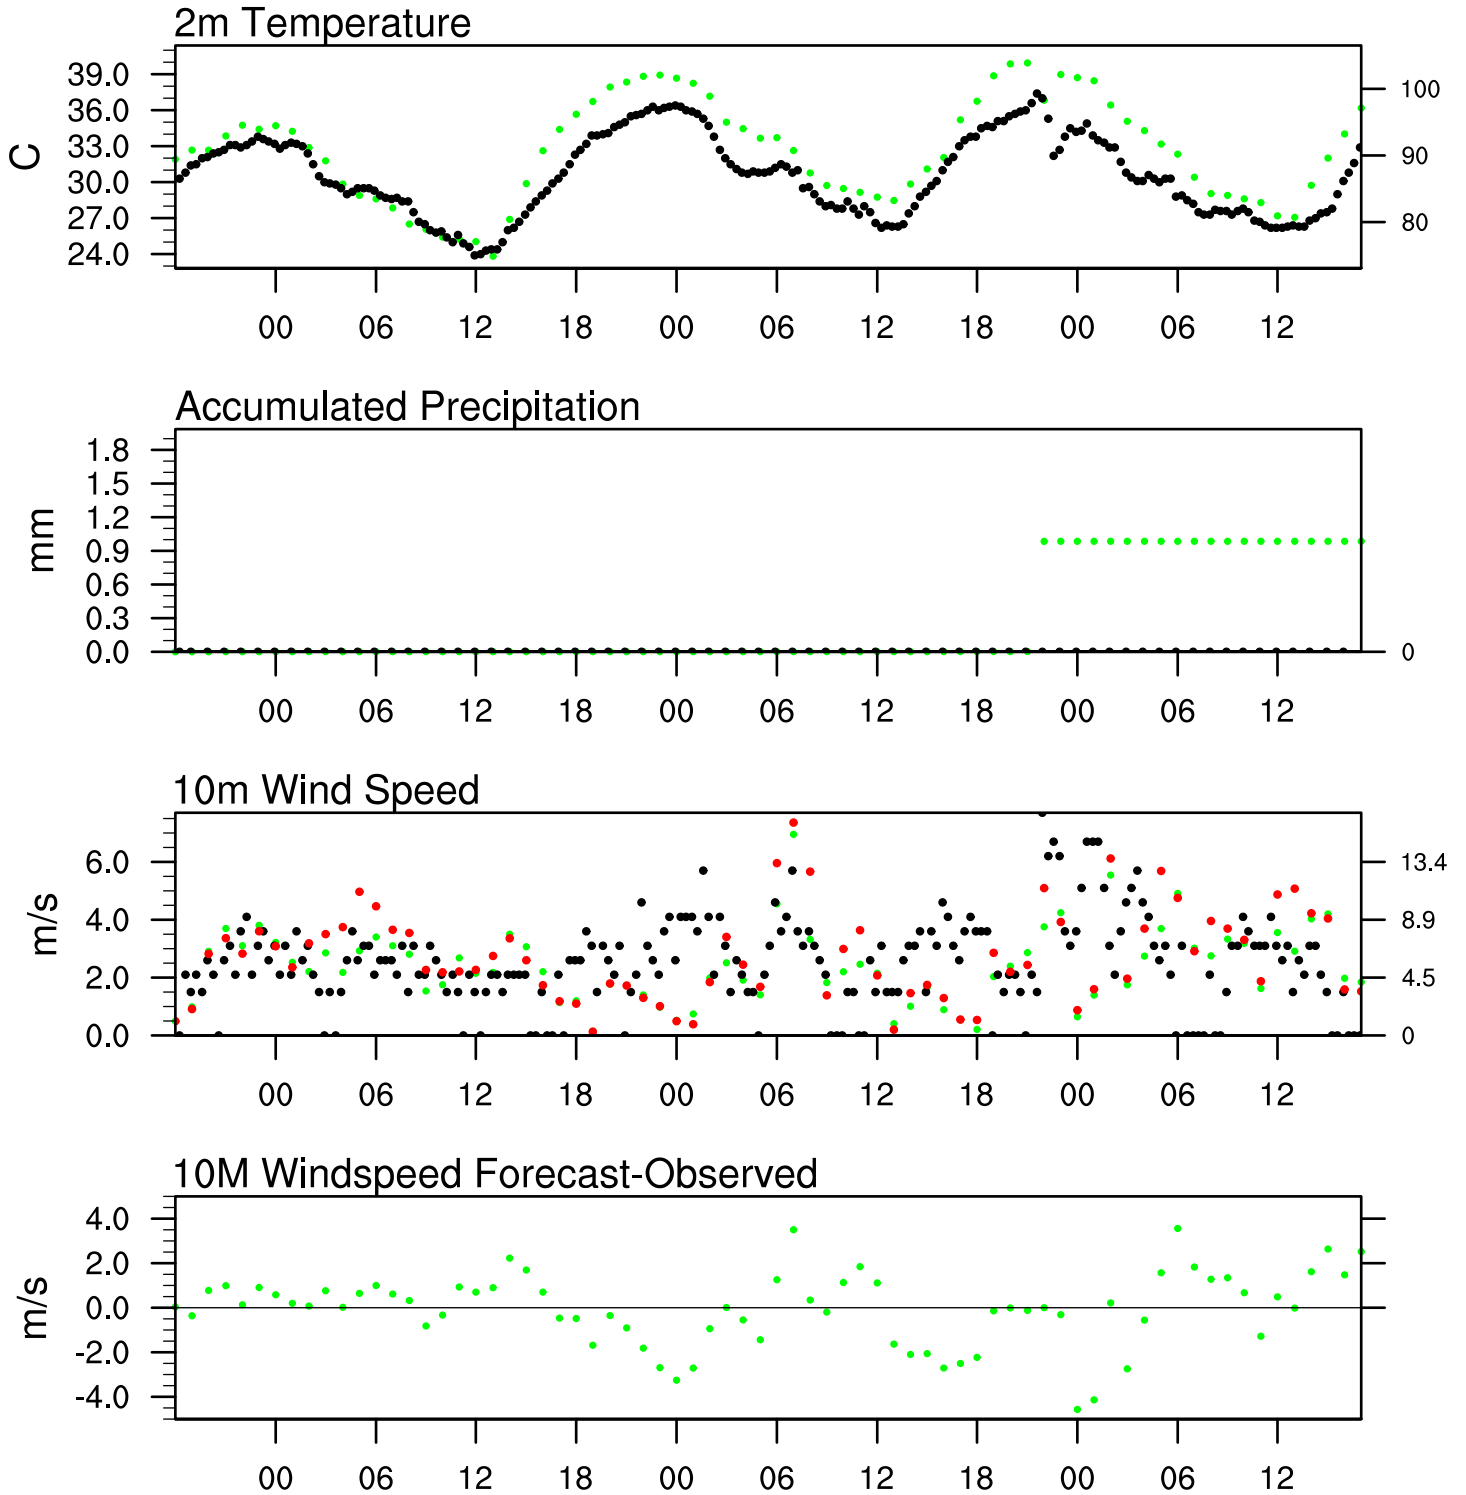 2m Temperature
C
39.0
36.0
33.0
30.0
27.0
24.0
100
90
80
00 06 12 18 00 06 12 18 00 06 12
Accumulated Precipitation
mm
1.8
1.5
1.2
0.9
0.6
0.3
0.0
0
00 06 12 18 00 06 12 18 00 06 12
10m Wind Speed
m/s
6.0
4.0
2.0
0.0
13.4
8.9
4.5
0
00 06 12 18 00 06 12 18 00 06 12
10M Windspeed Forecast-Observed
m/s
4.0
2.0
0.0
-2.0
-4.0
00 06 12 18 00 06 12 18 00 06 12